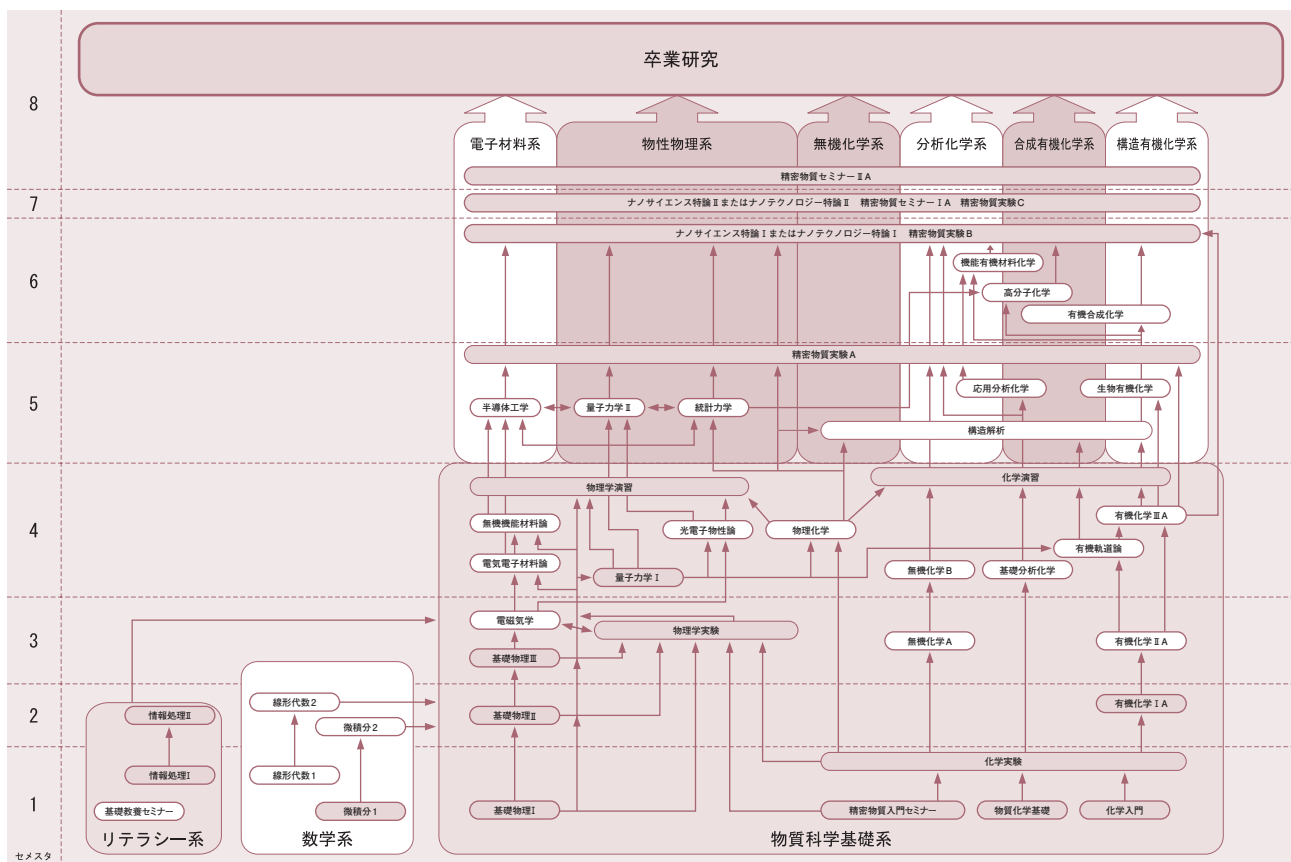 卒業研究
8
電子材料系
物性物理系
無機化学系
分析化学系
合成有機化学系
構造有機化学系
精密物質セミナーⅡA
7
ナノサイエンス特論Ⅱまたはナノテクノロジー特論Ⅱ 精密物質セミナーⅠA 精密物質実験C
ナノサイエンス特論Ⅰまたはナノテクノロジー特論Ⅰ 精密物質実験B
6
機能有機材料化学
高分子化学
有機合成化学
精密物質実験A
5
応用分析化学
生物有機化学
半導体工学
量子力学Ⅱ
統計力学
構造解析
化学演習
物理学演習
4
無機機能材料論
光電子物性論
物理化学
有機化学ⅢA
有機軌道論
電気電子材料論
量子力学Ⅰ
無機化学B
基礎分析化学
3
電磁気学
物理学実験
無機化学A
有機化学ⅡA
基礎物理Ⅲ
2
線形代数2
有機化学ⅠA
情報処理Ⅱ
基礎物理Ⅱ
微積分2
化学実験
情報処理Ⅰ
線形代数1
1
基礎教養セミナー
微積分1
基礎物理Ⅰ
精密物質入門セミナー
物質化学基礎
化学入門
リテラシー系
数学系
物質科学基礎系
セメスタ